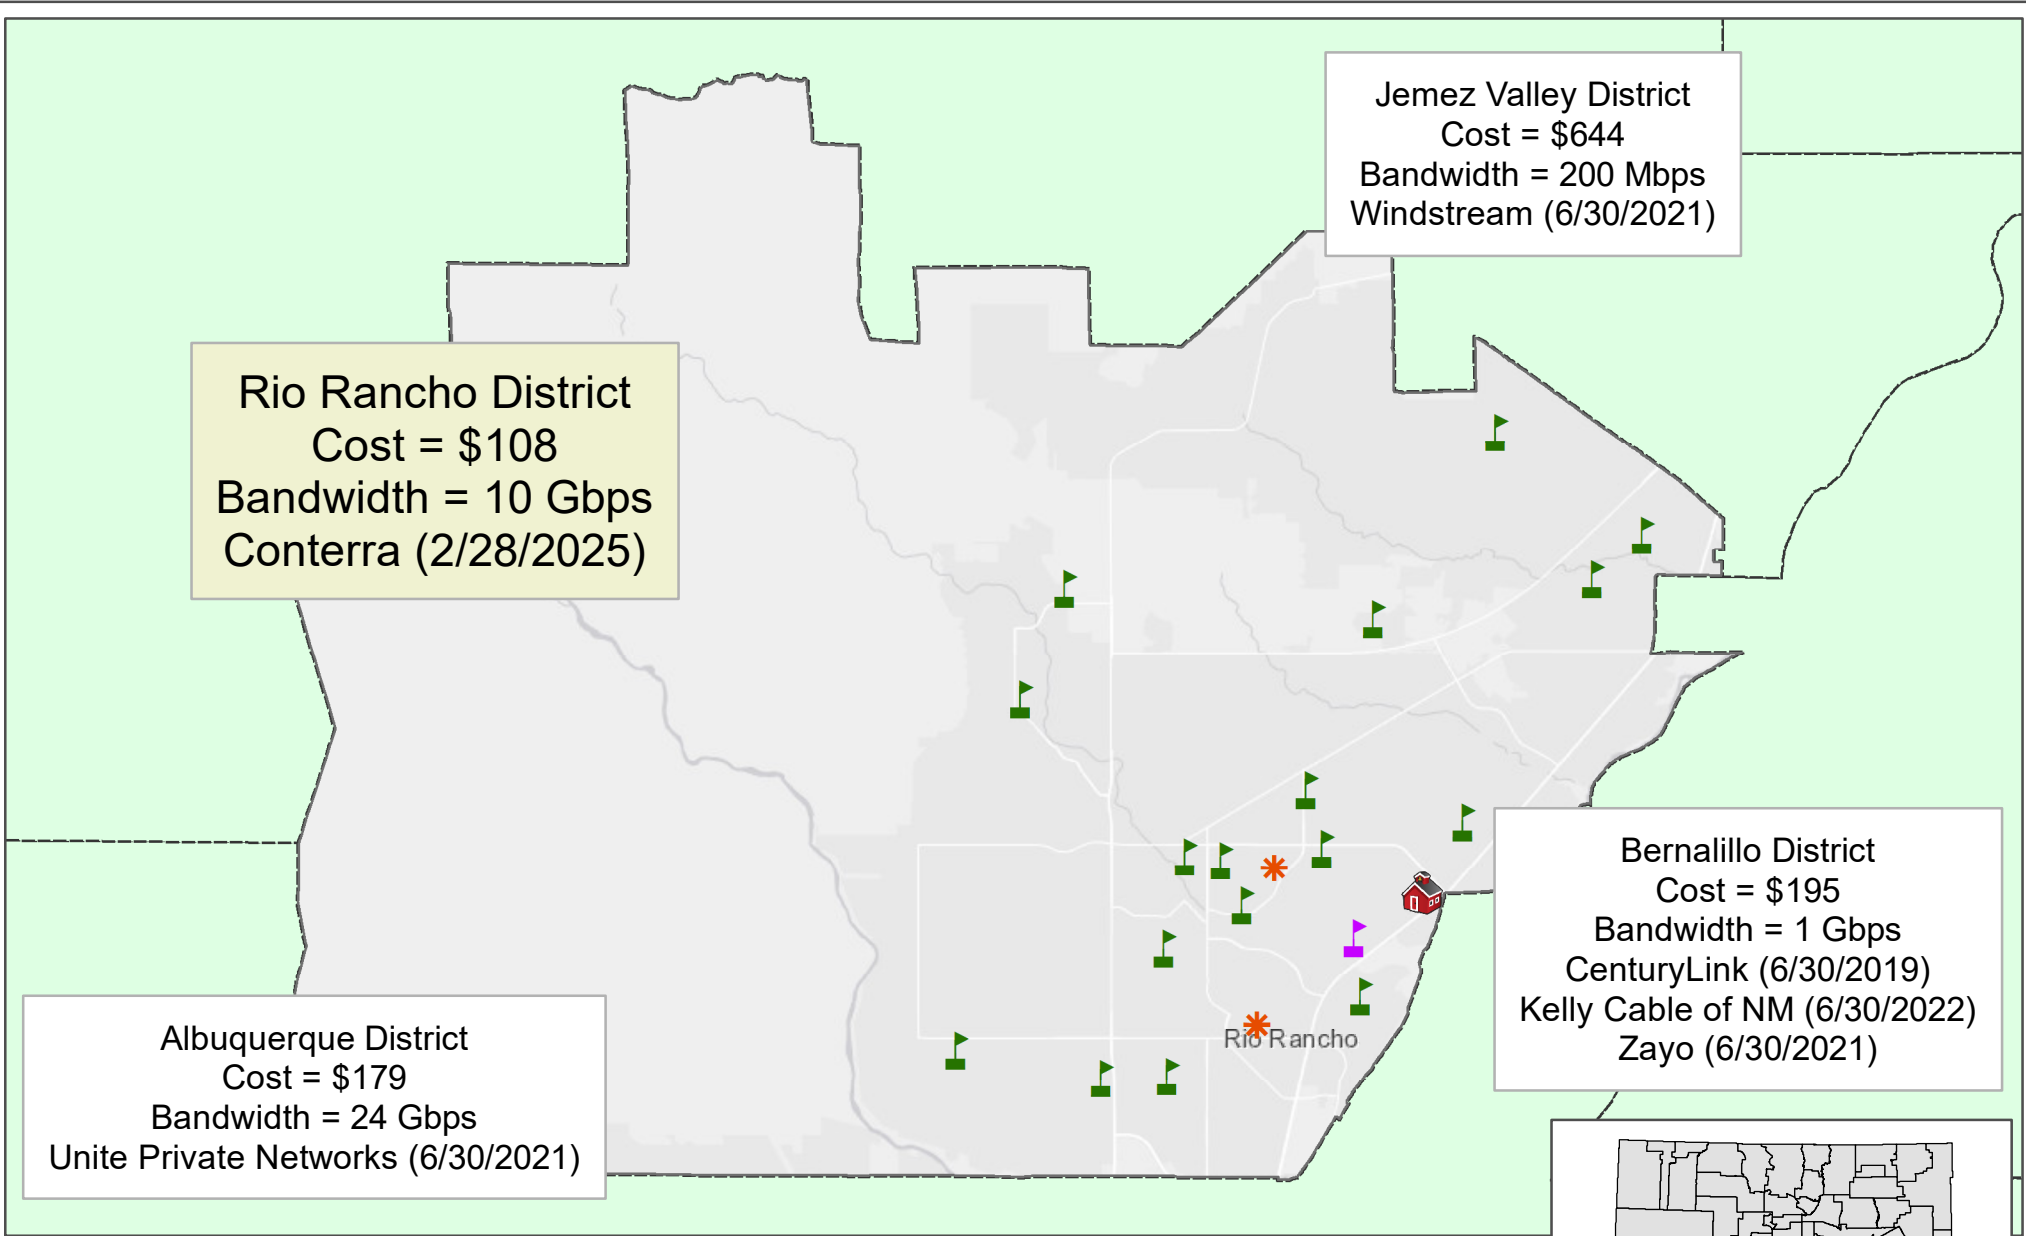 Jemez Valley District
Cost = $644
Bandwidth = 200 Mbps
Windstream (6/30/2021)
Rio Rancho District
Cost = $108
Bandwidth = 10 Gbps
Conterra (2/28/2025)
Bernalillo District
Cost = $195
Bandwidth = 1 Gbps
CenturyLink (6/30/2019)
Kelly Cable of NM (6/30/2022)
Zayo (6/30/2021)
Rio Rancho
Albuquerque District
Cost = $179
Bandwidth = 24 Gbps
Unite Private Networks (6/30/2021)